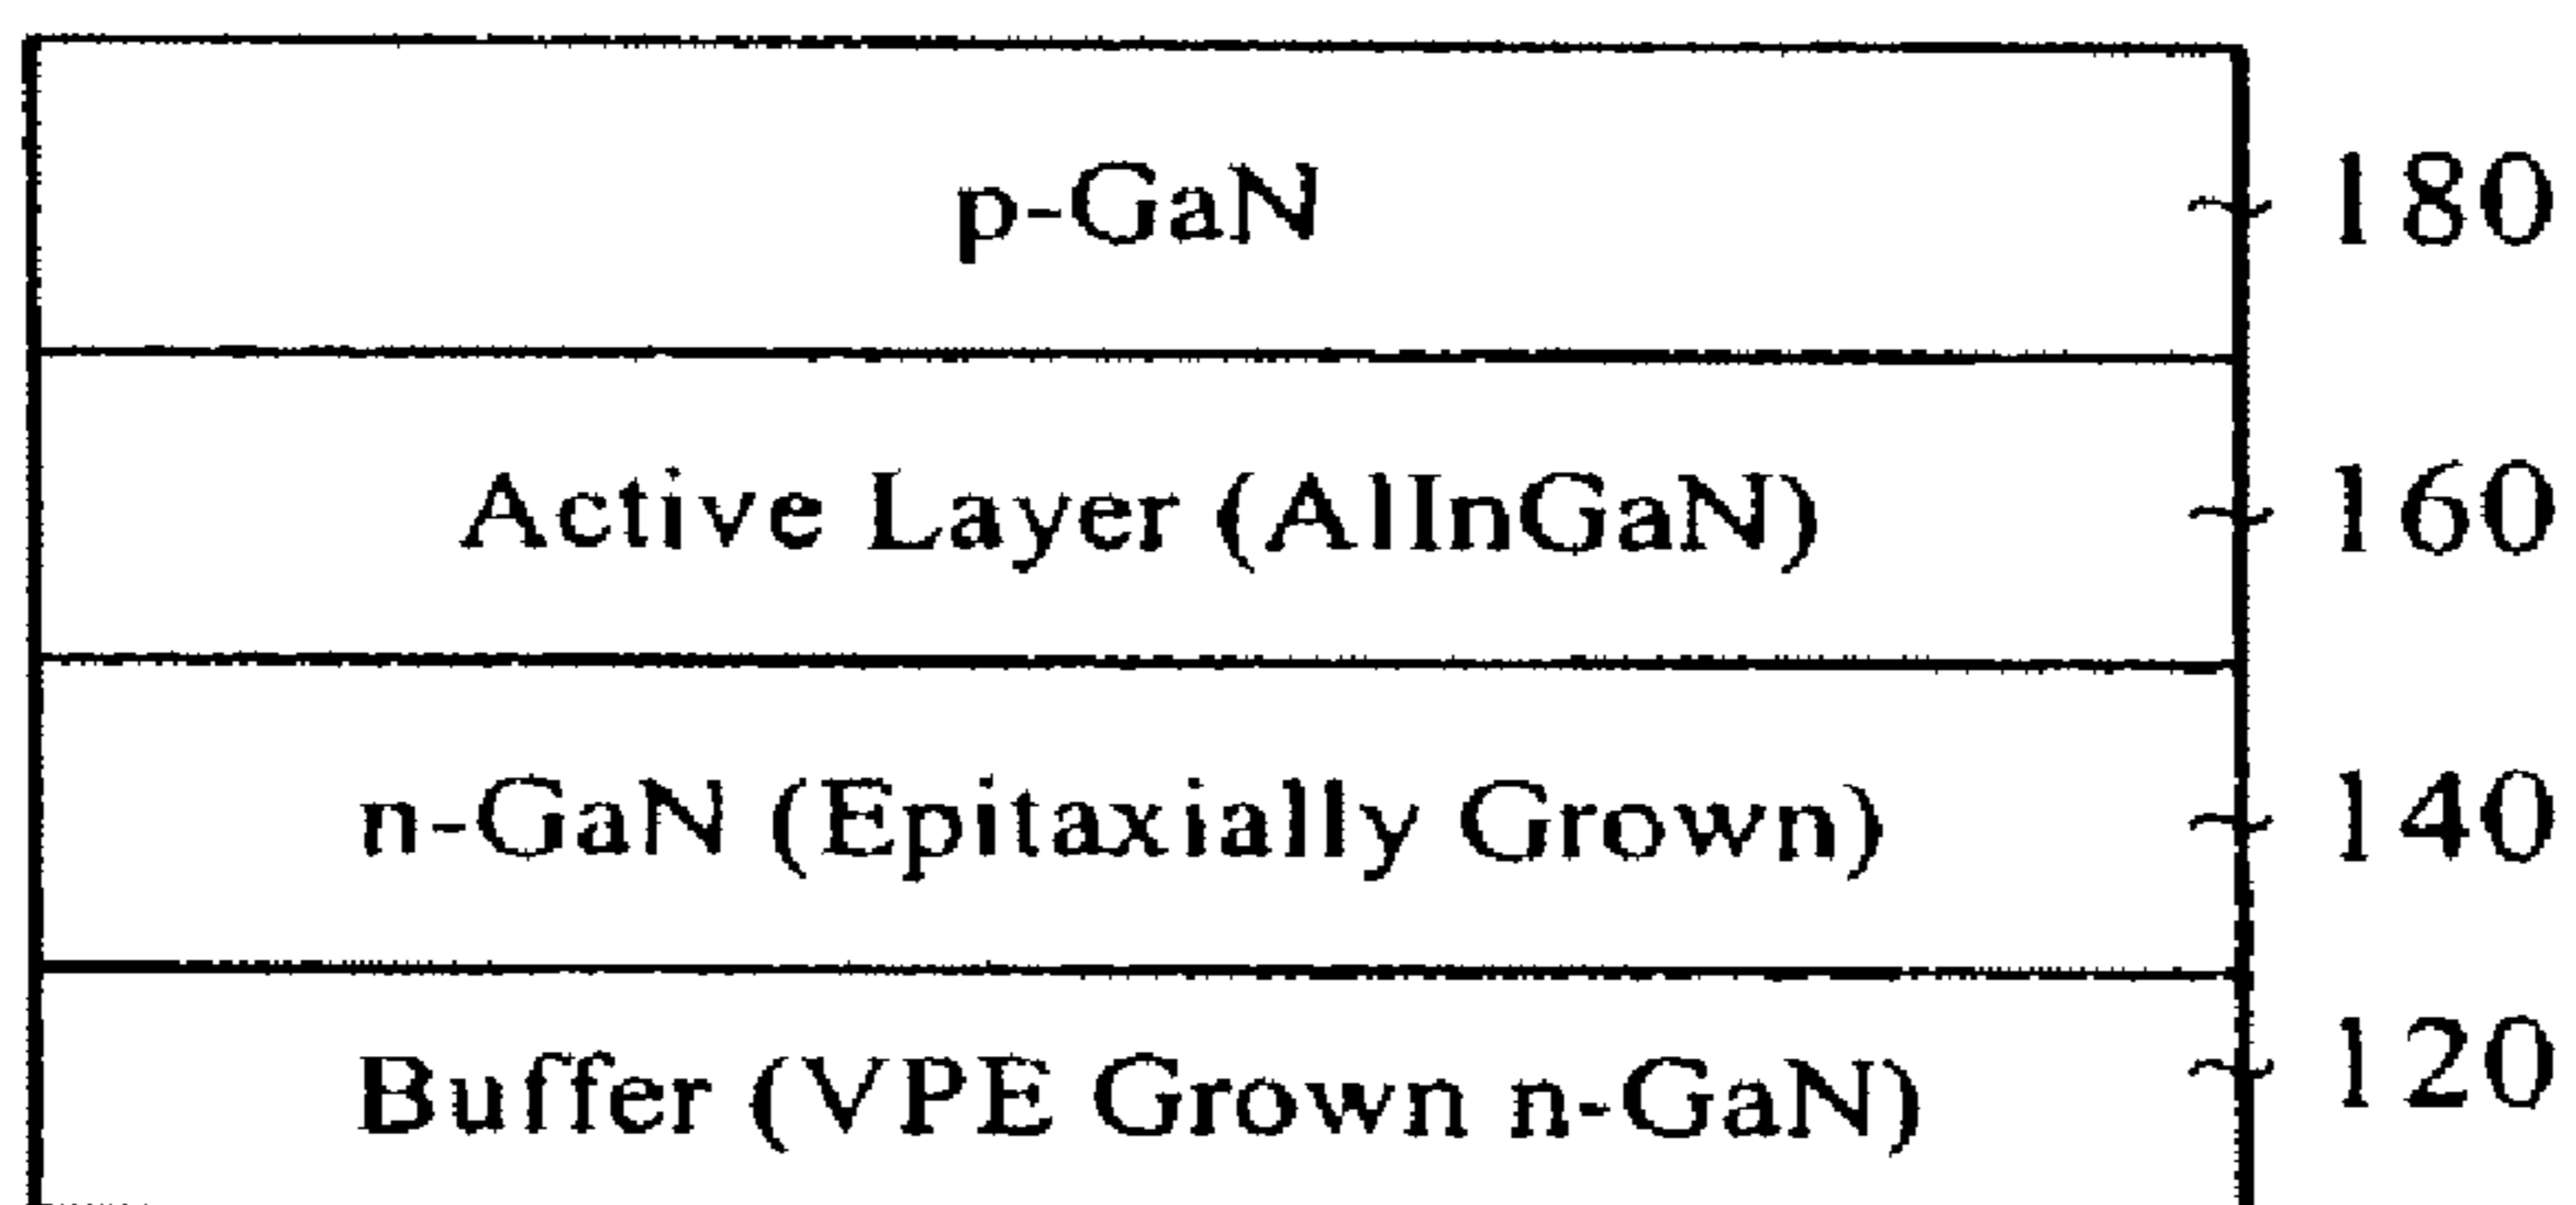 p-GaN 180
Active Layer (AlInGaN) 160
n-GaN (Epitaxially Grown) 140
Buffer (VPE Grown n-GaN) 120